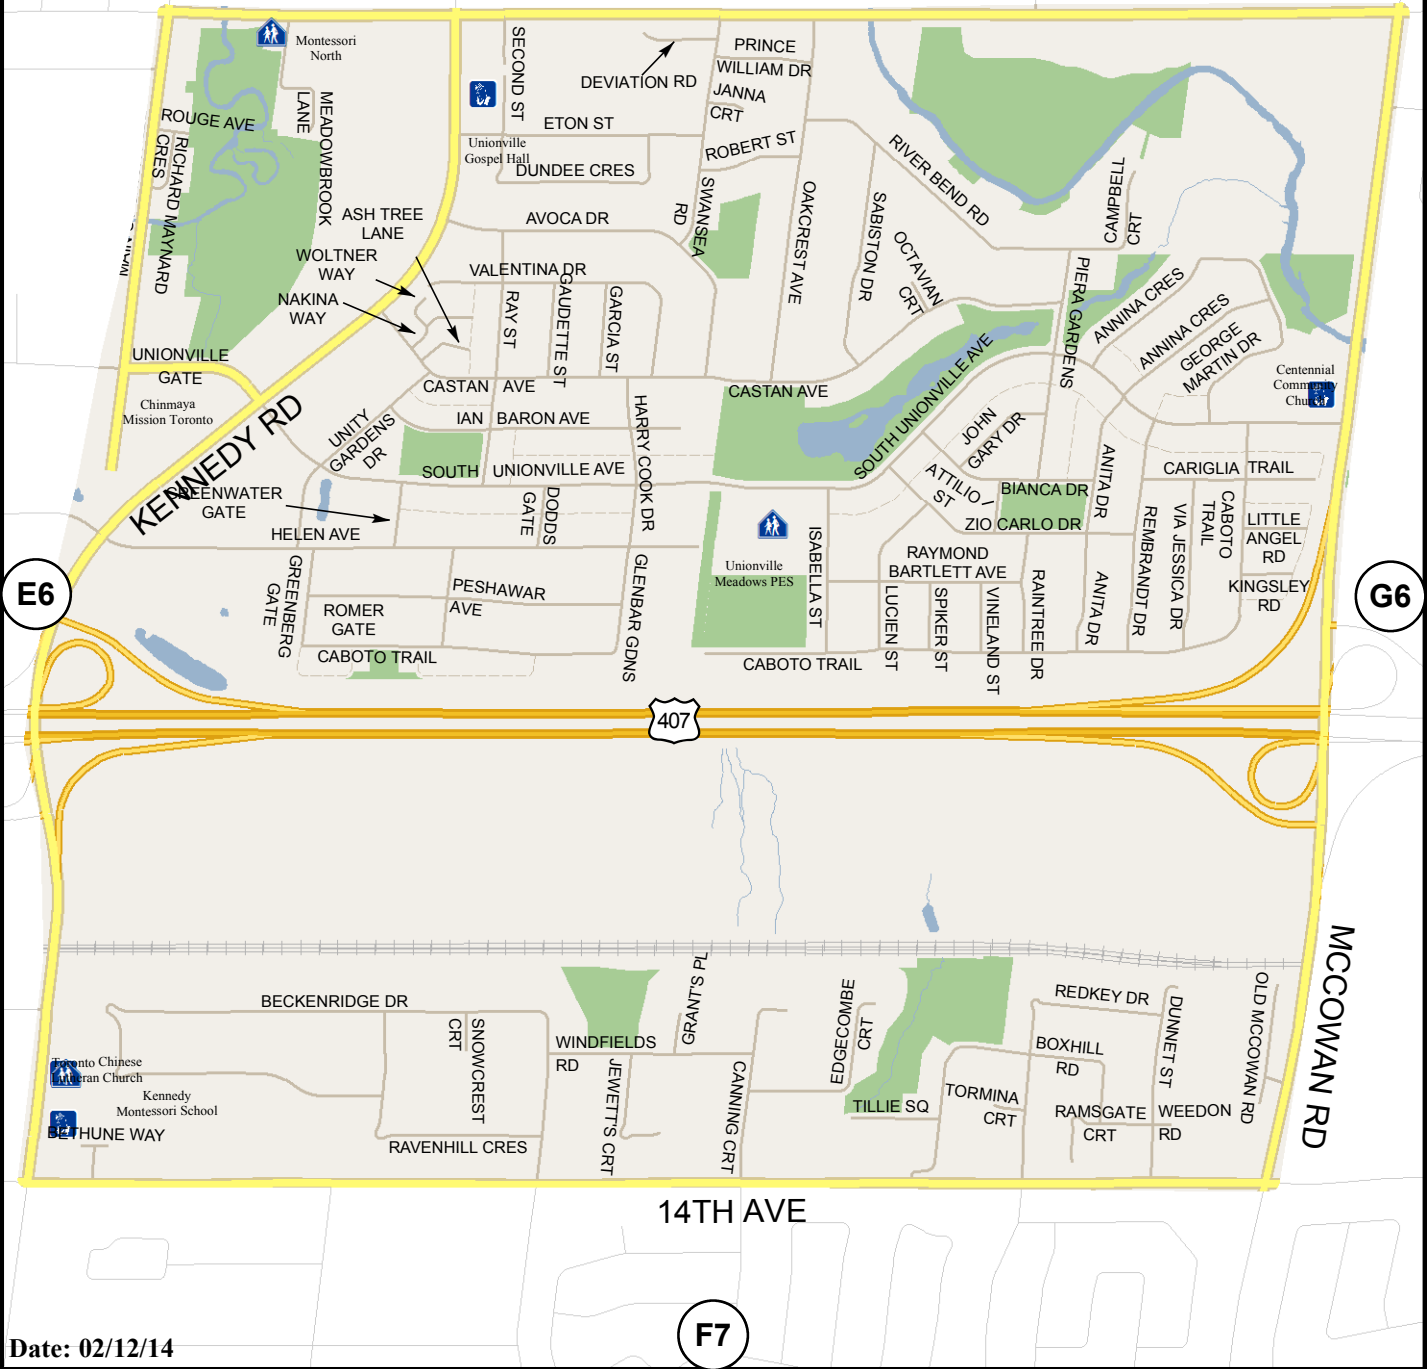 Montessori
North
SECOND ST
DEVIATION RD
PRINCE
WILLIAM DR
JANNA
CRT
ROUGE AVE
RICHARD MAYNARD
CRES
MEADOWBROOK
LANE
ETON ST
Unionville
Gospel Hall
DUNDEE CRES
ROBERT ST
RIVER BEND RD
CAMPBELL
CRT
ASH TREE
LANE
AVOCA DR
SWANSEA
RD
OAKCREST AVE
SABISTON DR
OCTAVIAN
CRT
WOLTNER
WAY
VALENTINA DR
NAKINA
WAY
RAY ST
GAUDETTE ST
GARCIA ST
PIERA GARDENS
ANNINA CRES
ANNINA CRES
GEORGE
MARTIN DR
UNIONVILLE
GATE
Chinmaya
Mission Toronto
CASTAN AVE
CASTAN AVE
Centennial
Community
Church
KENNEDY RD
UNITY
GARDENS
DR
IAN BARON AVE
HARRY COOK DR
SOUTH UNIONVILLE AVE
JOHN
GARY DR
ANITA DR
SOUTH UNIONVILLE AVE
ATTILIO
ST
CARIGLIA TRAIL
GREENWATER
GATE
DODDS
GATE
BIANCA DR
ZIO CARLO DR
CABOTO
TRAIL
LITTLE
ANGEL
RD
HELEN AVE
Unionville
Meadows PES
ISABELLA ST
RAYMOND
BARTLETT AVE
REMBRANDT DR
VIA JESSICA DR
KINGSLEY
RD
E6
G6
GREENBERG
GATE
PESHAWAR
AVE
ROMER
GATE
GLENBAR GDNS
LUCIEN ST
SPIKER ST
VINELAND ST
RAINTREE DR
ANITA DR
CABOTO TRAIL
CABOTO TRAIL
407
MCCOWAN RD
BECKENRIDGE DR
SNOWCREST
CRT
WINDFIELDS
RD
GRANT'S PL
EDGECOMBE
CRT
REDKEY DR
DUNNET ST
OLD MCCOWAN RD
BOXHILL
RD
Toronto Chinese
Lutheran Church
Kennedy
Montessori School
BETHUNE WAY
JEWETT'S CRT
CANNING CRT
TILLIE SQ
TORMINA
CRT
RAMSGATE
CRT
WEEDON
RD
RAVENHILL CRES
14TH AVE
F7
Date: 02/12/14